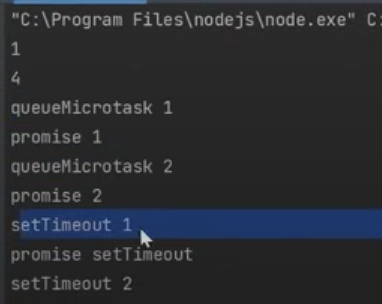 "C:\Program Files\nodejs\node.exe" C:
1
4
queueMicrotask 1
promise 1
queueMicrotask 2
promise 2
setTimeout 1
promise setTimeout
setTimeout 2